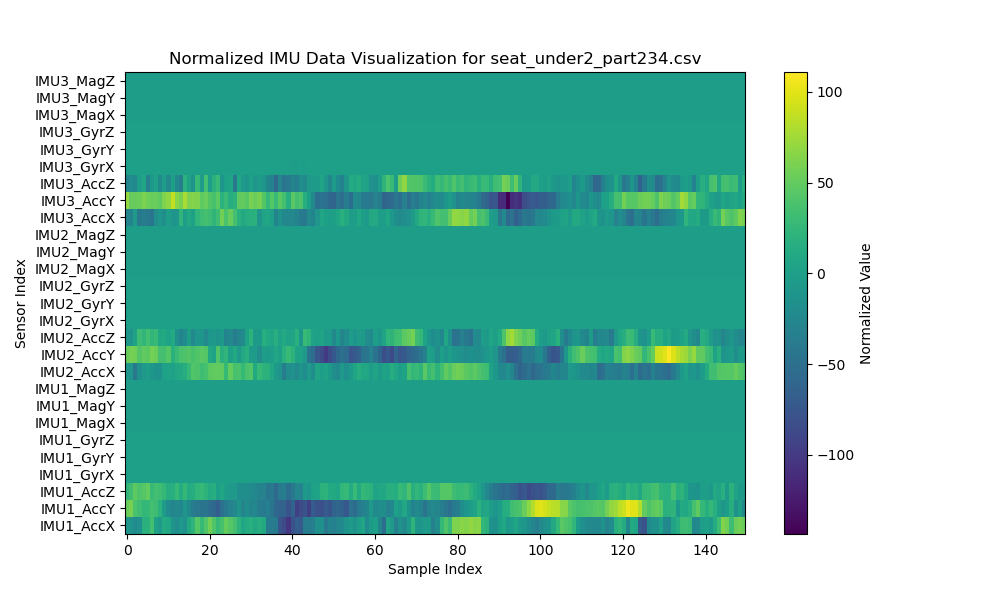 Normalized IMU Data Visualization for seat_under2_part234.csv
IMU3_MagZ
IMU3_MagY
IMU3_MagX
IMU3_GyrZ
IMU3_GyrY
IMU3_GyrX
IMU3_AccZ
IMU3_AccY
IMU3_AccX
IMU2_MagZ
IMU2_MagY
IMU2_MagX
IMU2_GyrZ
IMU2_GyrY
IMU2_GyrX
IMU2_AccZ
IMU2_AccY
IMU2_AccX
IMU1_MagZ
IMU1_MagY
IMU1_MagX
IMU1_GyrZ
IMU1_GyrY
IMU1_GyrX
IMU1_AccZ
IMU1_AccY
IMU1_AccX
Sensor Index
0 20 40 60 80 100 120 140
Sample Index
100
50
0
−50
−100
Normalized Value